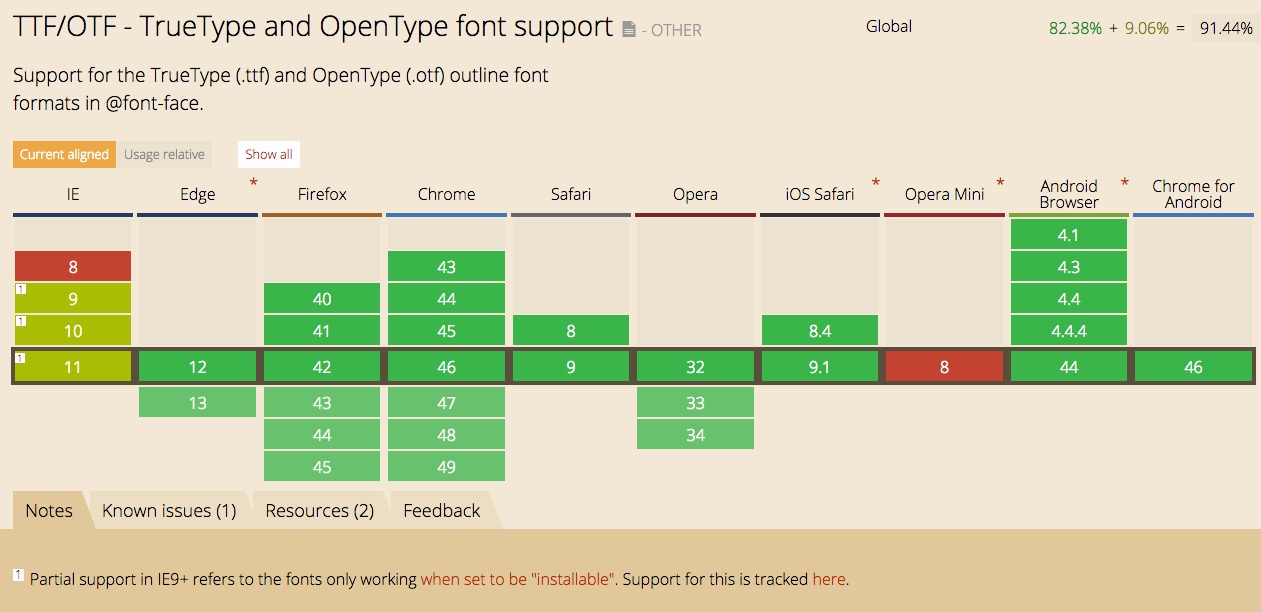 TTF/OTF - TrueType and OpenType font support - OTHER
Global 82.38% + 9.06% = 91.44%
Support for the TrueType (.ttf) and OpenType (.otf) outline font
formats in @font-face.
Current aligned Usage relative Show all
IE Edge * Firefox Chrome Safari Opera iOS Safari * Opera Mini * Android Browser * Chrome for Android
4.1
8 43 4.3
1 9 40 44 4.4
1 10 41 45 8 8.4 4.4.4
1 11 12 42 46 9 32 9.1 8 44 46
13 43 47 33
44 48 34
45 49
Notes Known issues (1) Resources (2) Feedback
1 Partial support in IE9+ refers to the fonts only working when set to be "installable". Support for this is tracked here.